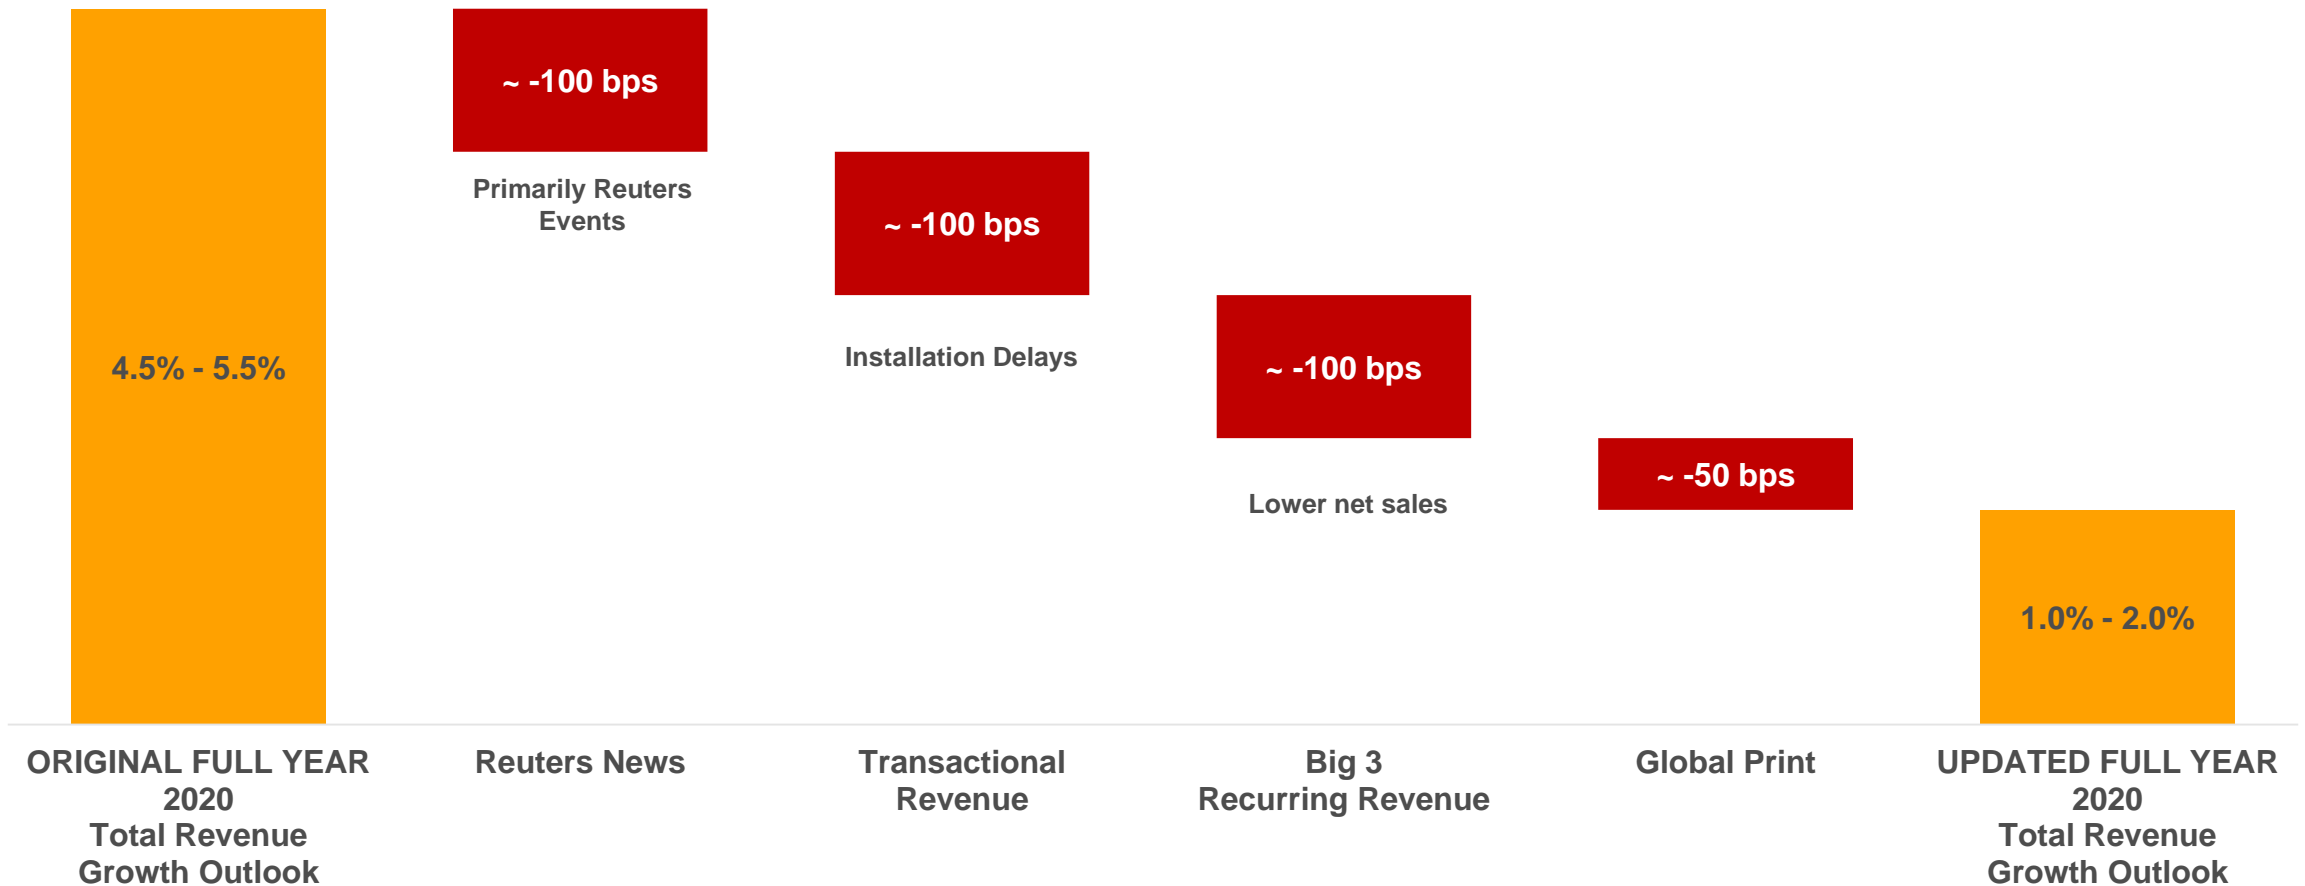 ~ -100 bps
Primarily Reuters
Events
~ -100 bps
Installation Delays
4.5% - 5.5%
~ -100 bps
Lower net sales
~ -50 bps
1.0% - 2.0%
ORIGINAL FULL YEAR
2020
Total Revenue
Growth Outlook
Reuters News
Transactional
Revenue
Big 3
Recurring Revenue
Global Print
UPDATED FULL YEAR
2020
Total Revenue
Growth Outlook